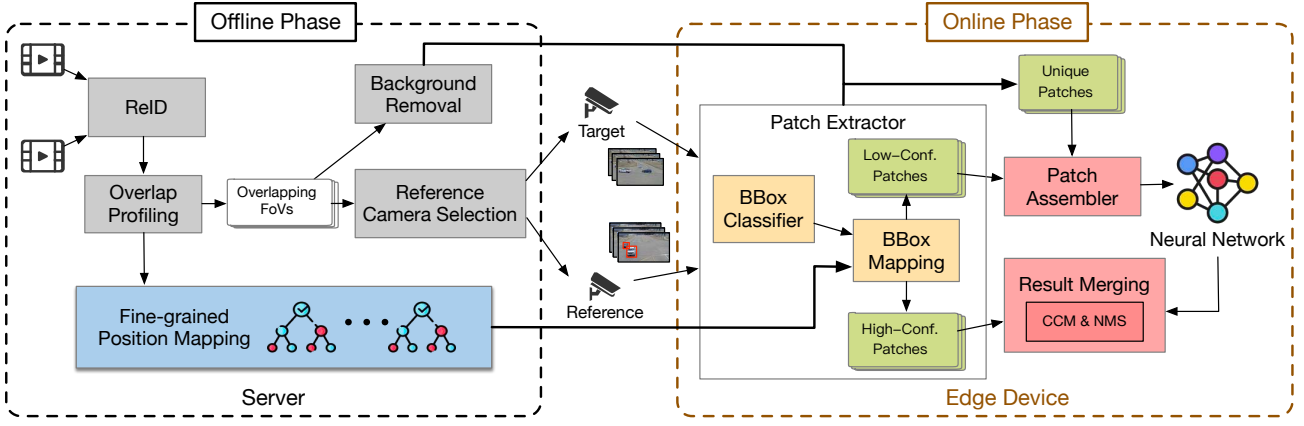 Offline Phase
Online Phase
ReID
Background
Removal
Target
Unique
Patches
Patch Extractor
Low-Conf.
Patches
Overlap
Profiling
Overlapping
FoVs
Reference
Camera Selection
BBox
Classifier
BBox
Mapping
Patch
Assembler
Neural Network
Fine-grained
Position Mapping
Reference
High-Conf.
Patches
Result Merging
CCM & NMS
Server
Edge Device